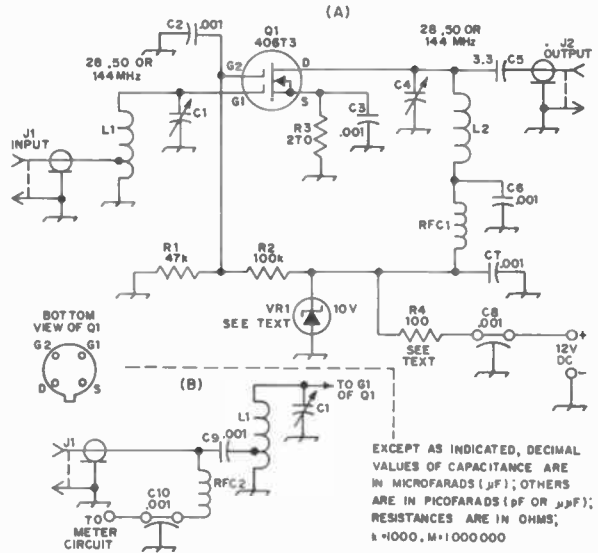 (A)
C2 .001
Q1
406T3
28,50 OR
144MHz
28,50 OR
144 MHz
J2
OUTPUT
3.3 C5
G2
G1
D
S
C1
C4
C3
.001
R3
2T0
L1
L2
J1
INPUT
C6
.001
RFC1
R1
47k
R2
100k
C7 .001
VR1
SEE TEXT
10V
R4
100
SEE
TEXT
C8
.001
+
12V
DC
-
BOTTOM
VIEW OF Q1
G2 G1
D S
(B)
TO G1
OF Q1
L1
C1
J1
C9 .001
RFC2
C10
.001
TO
METER
CIRCUIT
EXCEPT AS INDICATED, DECIMAL
VALUES OF CAPACITANCE ARE
IN MICROFARADS (µF); OTHERS
ARE IN PICOFARADS (pF OR µµF);
RESISTANCES ARE IN OHMS;
k=1000, M=1000000